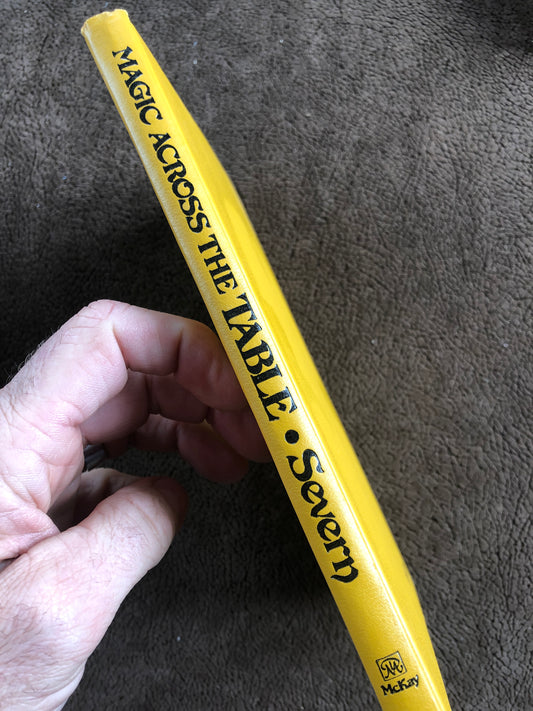 MAGIC ACROSS THE TABLE • Severn
McKay